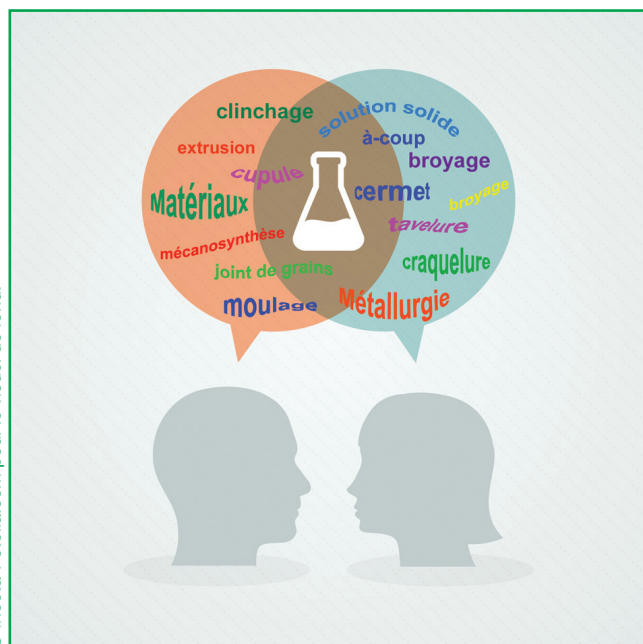 clinchage
solution solide
à-coup
extrusion
broyage
cupule
cermet
broyage
Matériaux
tavelure
mécanosynthèse
craquelure
joint de grains
moulage
Métallurgie